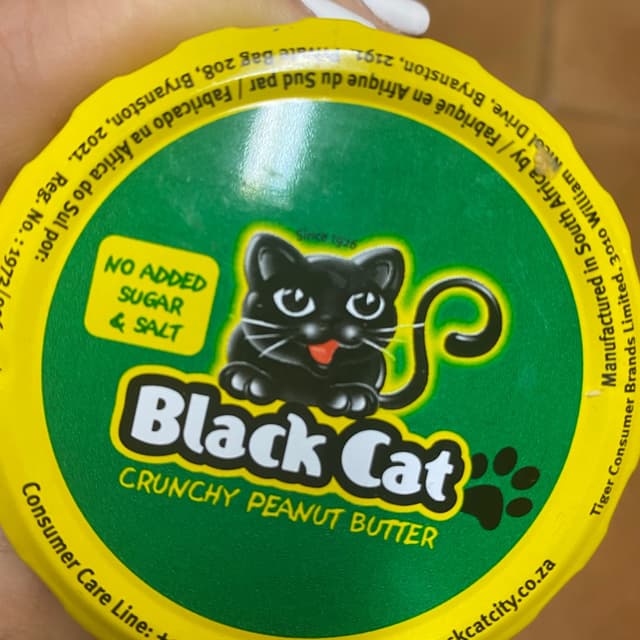 Since 1926
NO ADDED
SUGAR
& SALT
Black Cat
CRUNCHY PEANUT BUTTER
Manufactured in South Africa by / Fabriqué en Afrique du Sud par / Fabricado na África do Sul por:
Tiger Consumer Brands Limited. 3010 William Drive, Bryanston, 2191. Private Bag 208, Bryanston, 2021. Reg. No.: 
Consumer Care Line:
ckcatcity.co.za